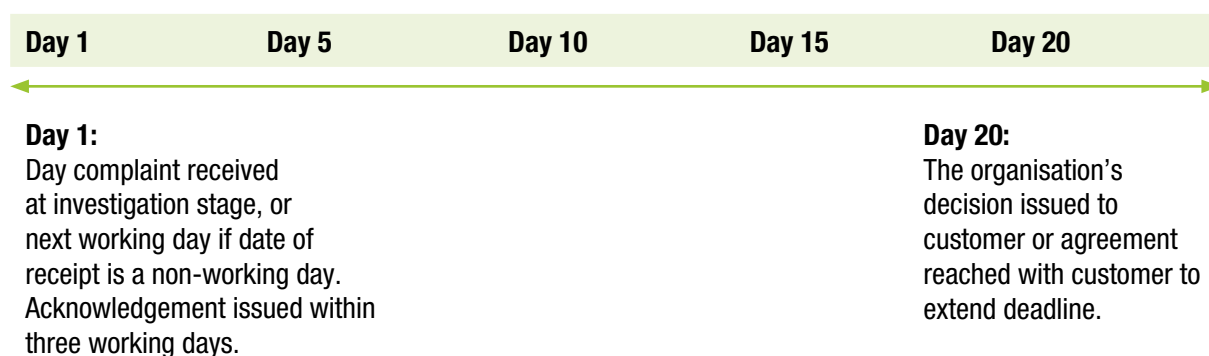 Day 1 Day 5 Day 10 Day 15 Day 20
Day 1:
Day complaint received
at investigation stage, or
next working day if date of
receipt is a non-working day.
Acknowledgement issued within
three working days.
Day 20:
The organisation’s
decision issued to
customer or agreement
reached with customer to
extend deadline.